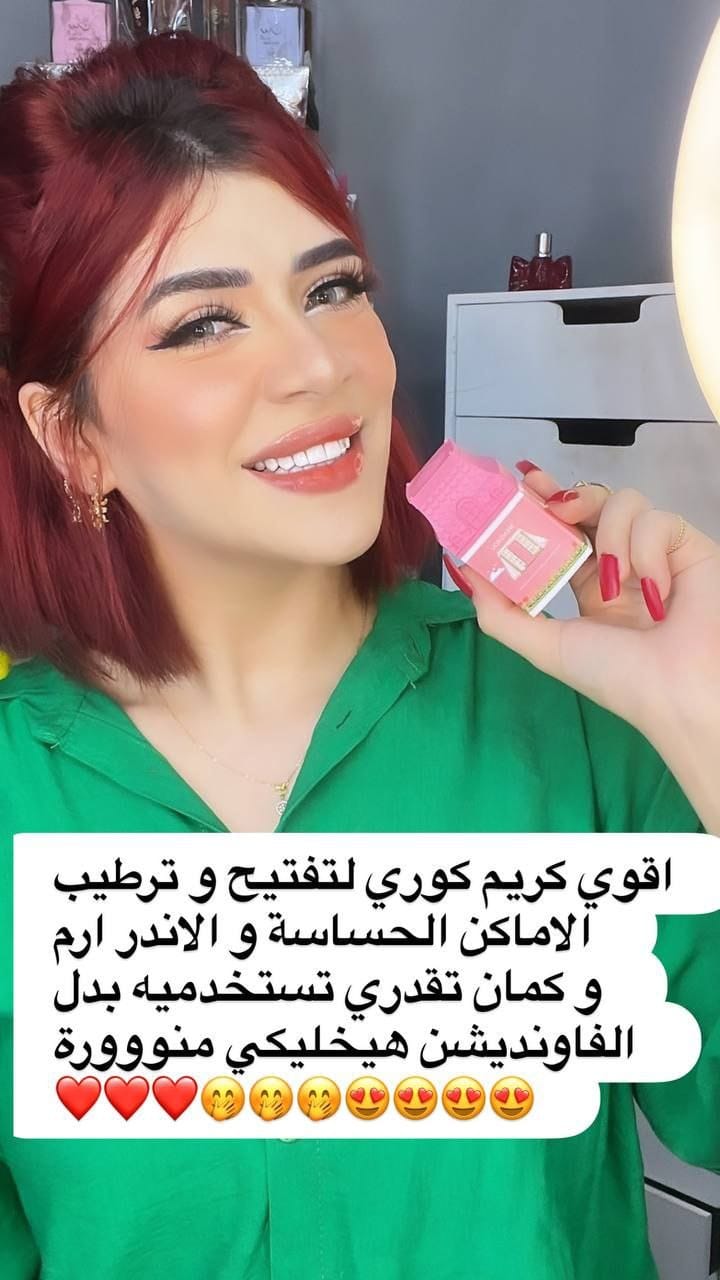 اقوي كريم كوري لتفتيح و ترطيب
الاماكن الحساسة و الاندر ارم
و كمان تقدري تستخدميه بدل
الفاونديشن هيخليكي منووورة
❤️❤️❤️🤭🤭🤭😍😍😍😍